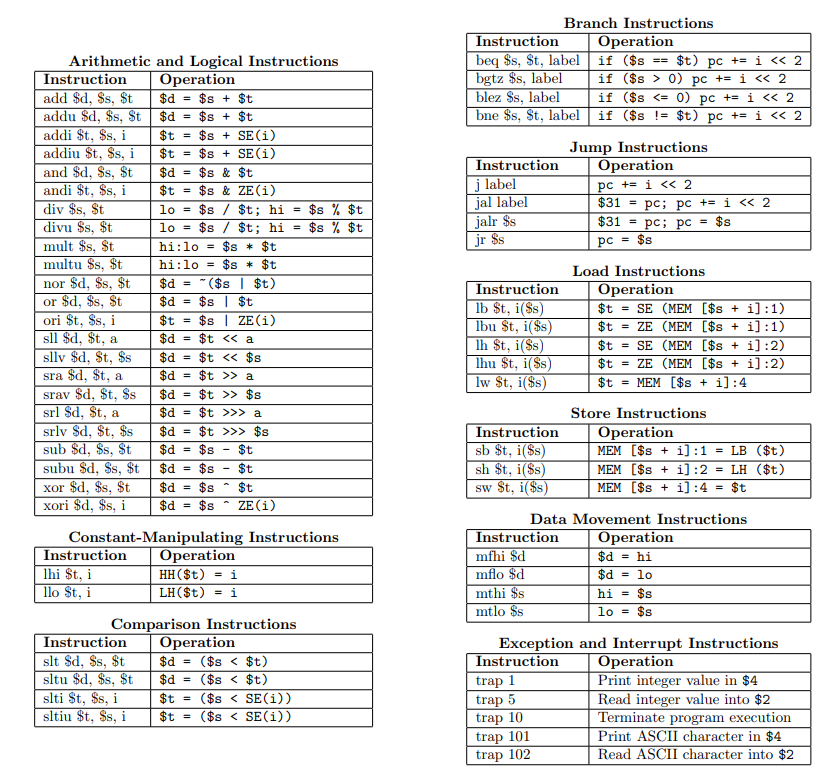 Arithmetic and Logical Instructions
Instruction Operation
add $d, $s, $t $d = $s + $t
addu $d, $s, $t $d = $s + $t
addi $t, $s, i $t = $s + SE(i)
addiu $t, $s, i $t = $s + SE(i)
and $d, $s, $t $d = $s & $t
andi $t, $s, i $t = $s & ZE(i)
div $s, $t lo = $s / $t; hi = $s % $t
divu $s, $t lo = $s / $t; hi = $s % $t
mult $s, $t hi:lo = $s * $t
multu $s, $t hi:lo = $s * $t
nor $d, $s, $t $d = ~($s | $t)
or $d, $s, $t $d = $s | $t
ori $t, $s, i $t = $s | ZE(i)
sll $d, $t, a $d = $t << a
sllv $d, $t, $s $d = $t << $s
sra $d, $t, a $d = $t >> a
srav $d, $t, $s $d = $t >> $s
srl $d, $t, a $d = $t >>> a
srlv $d, $t, $s $d = $t >>> $s
sub $d, $s, $t $d = $s - $t
subu $d, $s, $t $d = $s - $t
xor $d, $s, $t $d = $s ^ $t
xori $d, $s, i $d = $s ^ ZE(i)
Constant-Manipulating Instructions
Instruction Operation
lhi $t, i HH($t) = i
llo $t, i LH($t) = i
Comparison Instructions
Instruction Operation
slt $d, $s, $t $d = ($s < $t)
sltu $d, $s, $t $d = ($s < $t)
slti $t, $s, i $t = ($s < SE(i))
sltiu $t, $s, i $t = ($s < SE(i))
Branch Instructions
Instruction Operation
beq $s, $t, label if ($s == $t) pc += i << 2
bgtz $s, label if ($s > 0) pc += i << 2
blez $s, label if ($s <= 0) pc += i << 2
bne $s, $t, label if ($s != $t) pc += i << 2
Jump Instructions
Instruction Operation
j label pc += i << 2
jal label $31 = pc; pc += i << 2
jalr $s $31 = pc; pc = $s
jr $s pc = $s
Load Instructions
Instruction Operation
lb $t, i($s) $t = SE (MEM [$s + i]:1)
lbu $t, i($s) $t = ZE (MEM [$s + i]:1)
lh $t, i($s) $t = SE (MEM [$s + i]:2)
lhu $t, i($s) $t = ZE (MEM [$s + i]:2)
lw $t, i($s) $t = MEM [$s + i]:4
Store Instructions
Instruction Operation
sb $t, i($s) MEM [$s + i]:1 = LB ($t)
sh $t, i($s) MEM [$s + i]:2 = LH ($t)
sw $t, i($s) MEM [$s + i]:4 = $t
Data Movement Instructions
Instruction Operation
mfhi $d $d = hi
mflo $d $d = lo
mthi $s hi = $s
mtlo $s lo = $s
Exception and Interrupt Instructions
Instruction Operation
trap 1 Print integer value in $4
trap 5 Read integer value into $2
trap 10 Terminate program execution
trap 101 Print ASCII character in $4
trap 102 Read ASCII character into $2